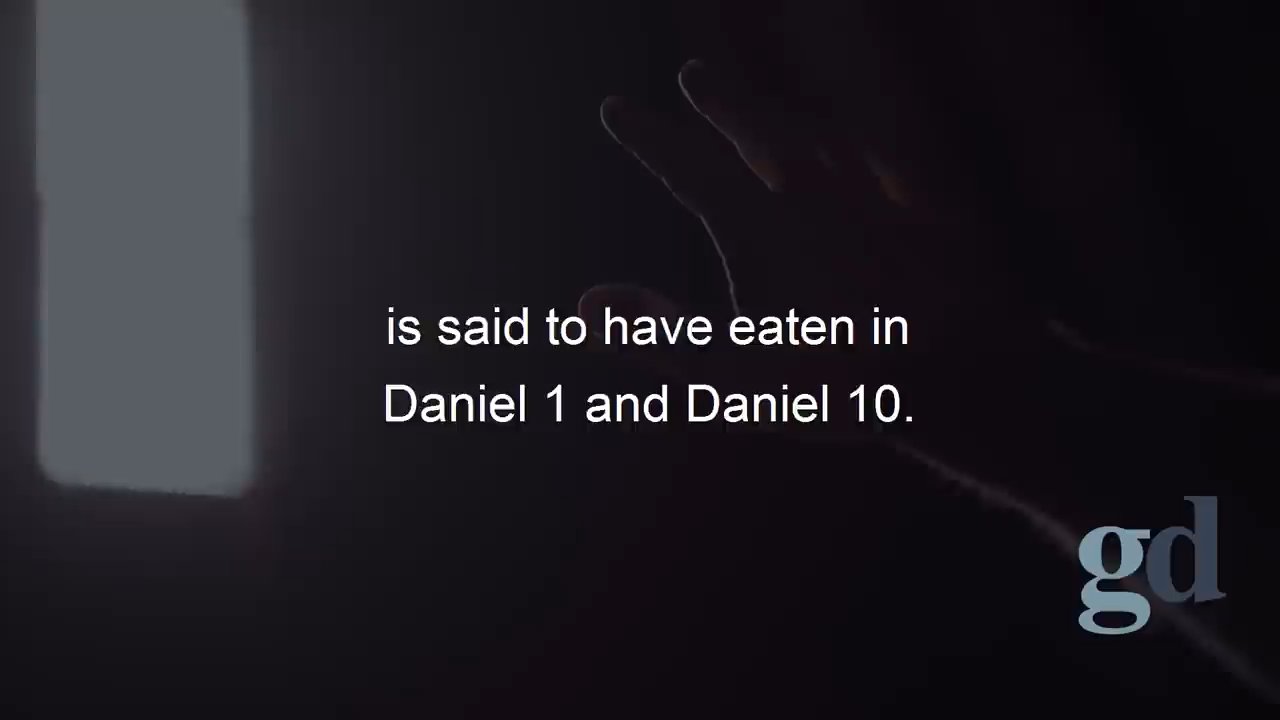 is said to have eaten in
Daniel 1 and Daniel 10.
gd